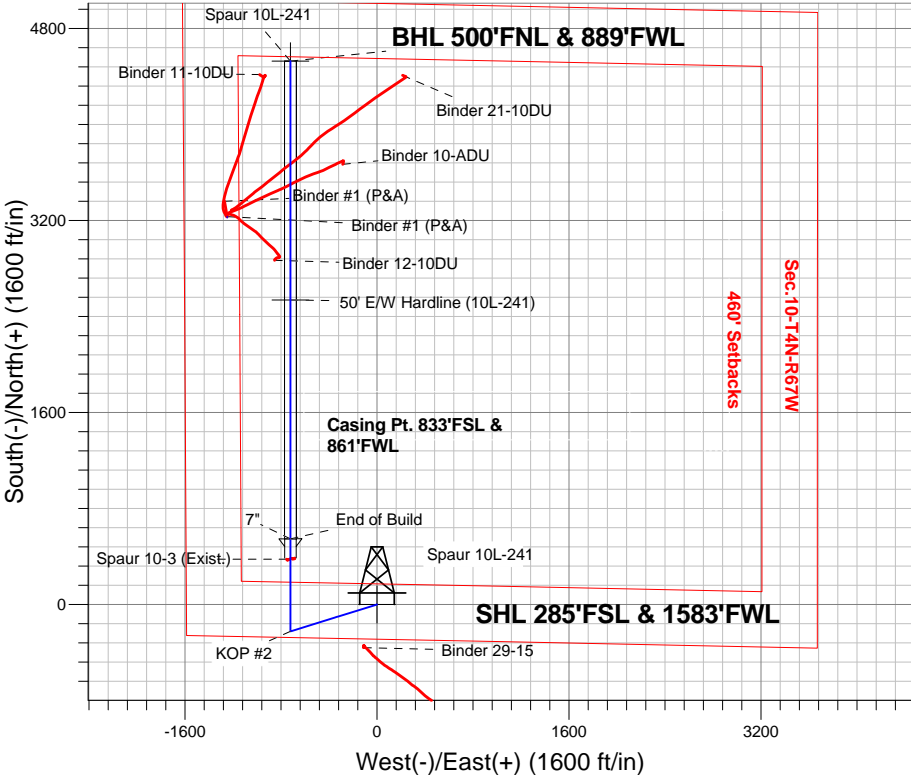 Spaur 10L-241
4800
BHL 500'FNL & 889'FWL
Binder 11-10DU
Binder 21-10DU
Binder 10-ADU
Binder #1 (P&A)
3200
Binder #1 (P&A)
Binder 12-10DU
50' E/W Hardline (10L-241)
460' Setbacks
Sec.10-T4N-R67W
South(-)/North(+) (1600 ft/in)
1600
Casing Pt. 833'FSL &
861'FWL
7"
End of Build
Spaur 10-3 (Exist.)
Spaur 10L-241
0
SHL 285'FSL & 1583'FWL
KOP #2
Binder 29-15
-1600
0
1600
3200
West(-)/East(+) (1600 ft/in)